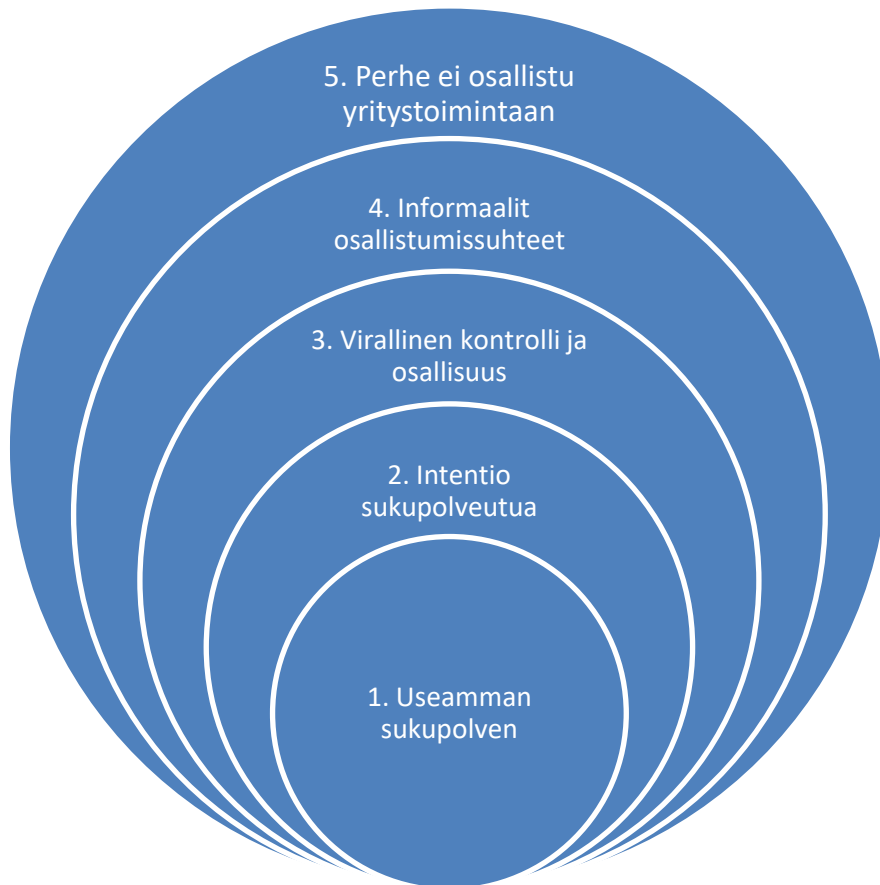 5. Perhe ei osallistu
yritystoimintaan
4. Informaalit
osallistumissuhteet
3. Virallinen kontrolli ja
osallisuus
2. Intentio
sukupolveutua
1. Useamman
sukupolven